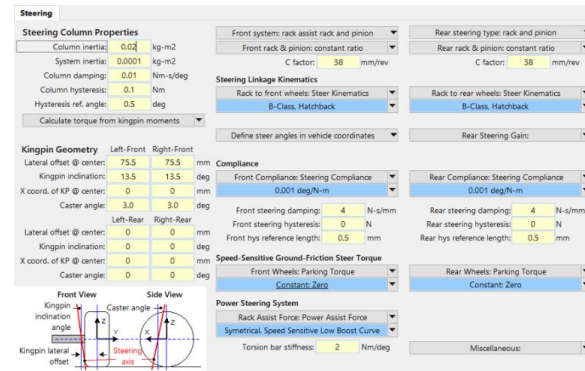 Steering
Steering Column Properties
Column inertia: 0.02 kg-m2
System inertia: 0.0001 kg-m2
Column damping: 0.01 Nm-s/deg
Column hysteresis: 0.1 Nm
Hysteresis ref. angle: 0.5 deg
Calculate torque from kingpin moments
Kingpin Geometry Left-Front Right-Front
Lateral offset @ center: 75.5 75.5 mm
Kingpin inclination: 13.5 13.5 deg
X coord. of KP @ center: 0 0 mm
Caster angle: 3.0 3.0 deg
Left-Rear Right-Rear
Lateral offset @ center: 0 0 mm
Kingpin inclination: 0 0 deg
X coord. of KP @ center: 0 0 mm
Caster angle: 0 0 deg
Front View Side View
Kingpin inclination angle
Caster angle
Z
Y
X
Z
Kingpin lateral offset
Steering axis
Front system: rack assist rack and pinion
Front rack & pinion: constant ratio
C factor: 38 mm/rev
Steering Linkage Kinematics
Rack to front wheels: Steer Kinematics
B-Class, Hatchback
Define steer angles in vehicle coordinates
Compliance
Front Compliance: Steering Compliance
0.001 deg/N-m
Front steering damping: 4 N-s/mm
Front steering hysteresis: 0 N
Front hys reference length: 0.5 mm
Speed-Sensitive Ground-Friction Steer Torque
Front Wheels: Parking Torque
Constant: Zero
Power Steering System
Rack Assist Force: Power Assist Force
Symetrical, Speed Sensitive Low Boost Curve
Torsion bar stiffness: 2 Nm/deg
Rear steering type: rack and pinion
Rear rack & pinion: constant ratio
C factor: 38 mm/rev
Rack to rear wheels: Steer Kinematics
B-Class, Hatchback
Rear Steering Gain:
Rear Compliance: Steering Compliance
0.001 deg/N-m
Rear steering damping: 4 N-s/mm
Rear steering hysteresis: 0 N
Rear hys reference length: 0.5 mm
Rear Wheels: Parking Torque
Constant: Zero
Miscellaneous: